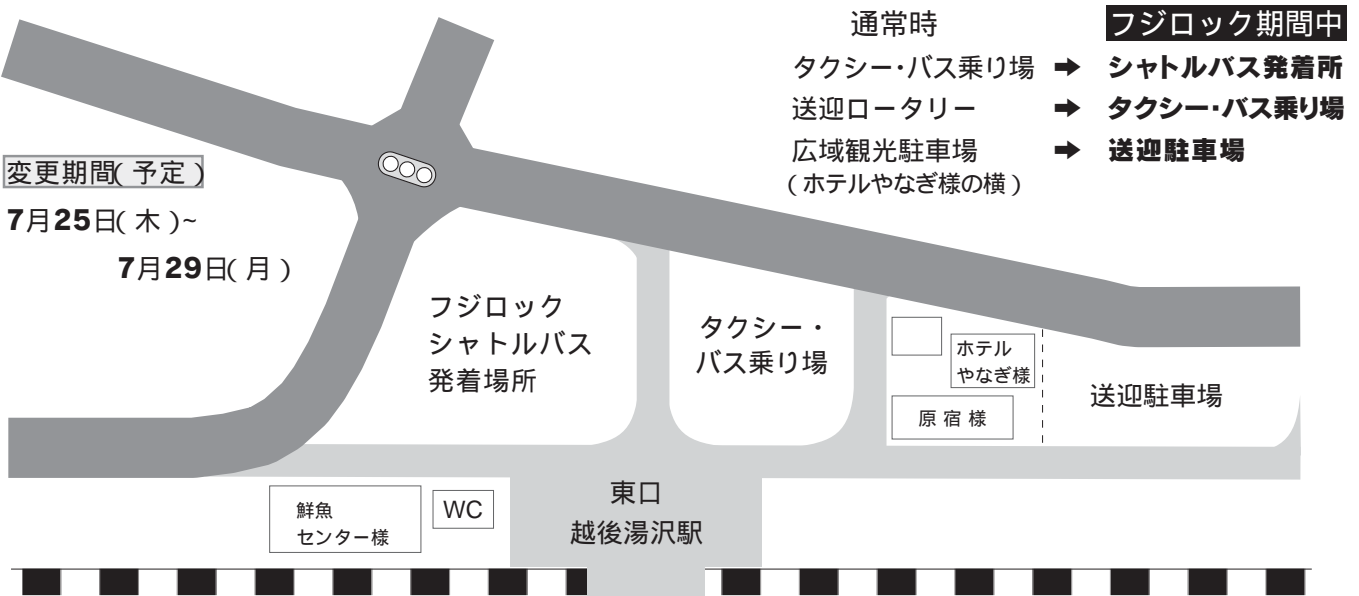 通常時 フジロック期間中
タクシー・バス乗り場 ➡ シャトルバス発着所
送迎ロータリー ➡ タクシー・バス乗り場
広域観光駐車場 ➡ 送迎駐車場
(ホテルやなぎ様の横)
変更期間(予定)
7月25日(木)~
7月29日(月)
フジロック
シャトルバス
発着場所
タクシー・
バス乗り場
ホテル
やなぎ様
原宿様
送迎駐車場
鮮魚
センター様
WC
東口
越後湯沢駅